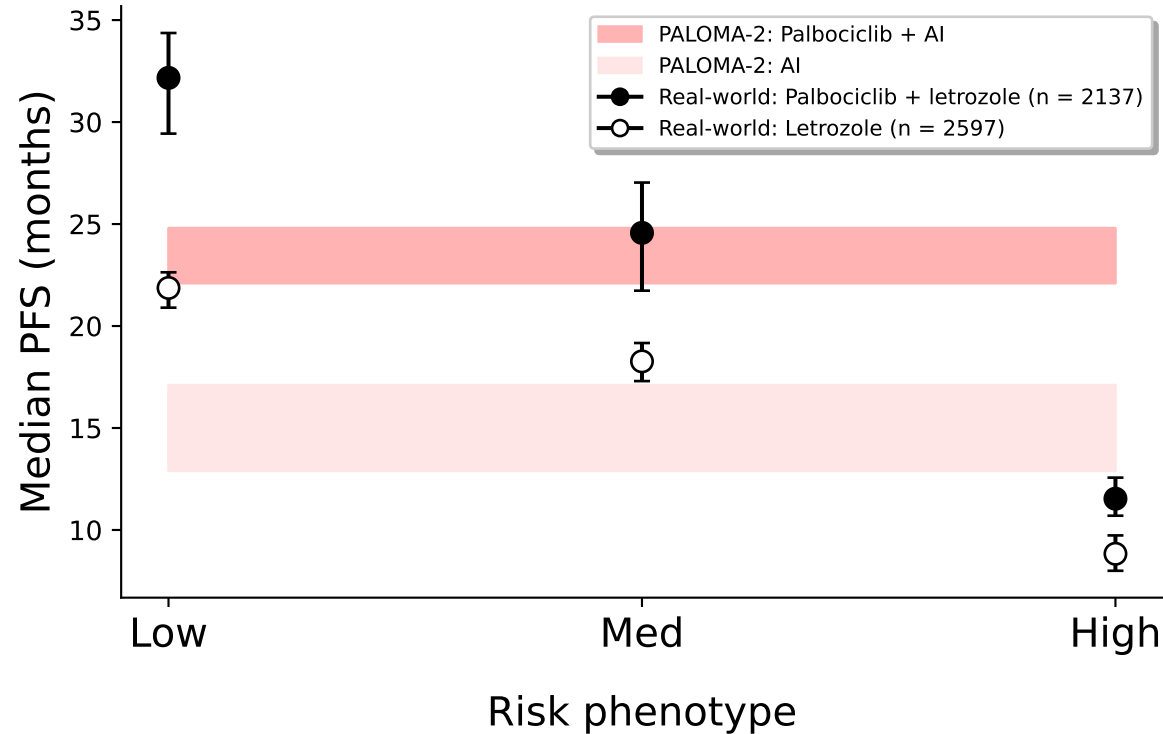 35
30
25
20
15
10
Median PFS (months)
PALOMA-2: Palbociclib + AI
PALOMA-2: AI
Real-world: Palbociclib + letrozole (n = 2137)
Real-world: Letrozole (n = 2597)
Low
Med
High
Risk phenotype